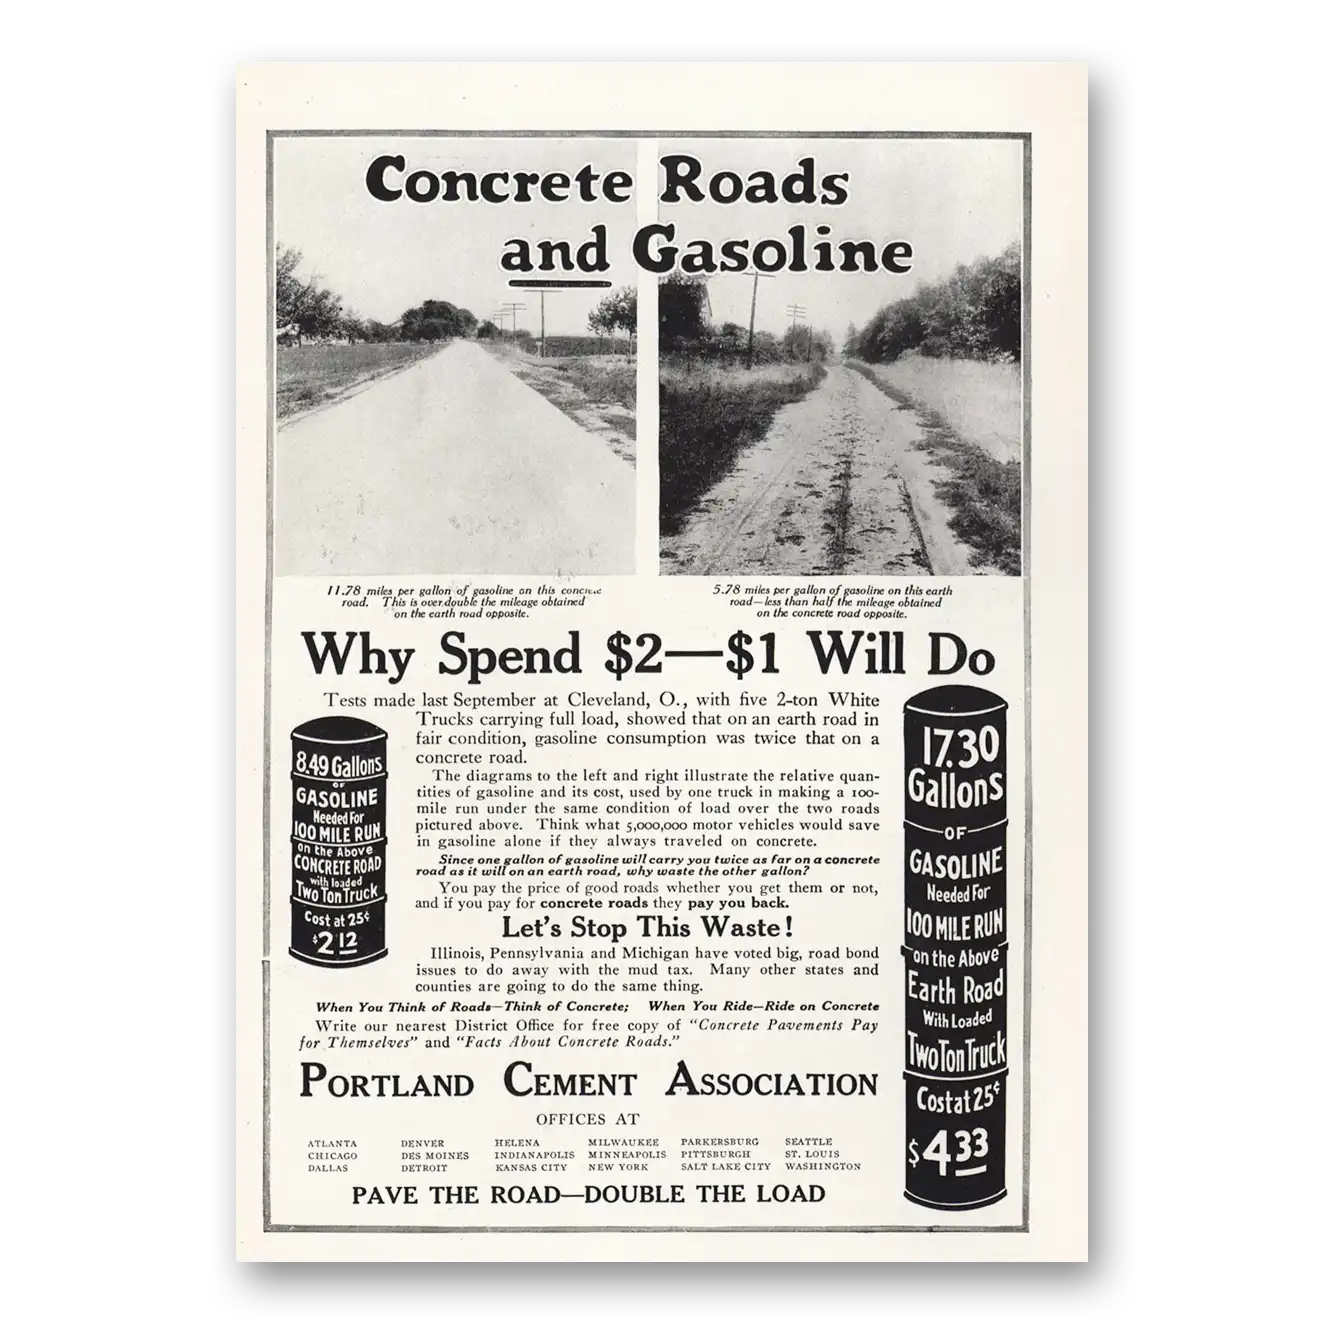 Concrete Roads
and Gasoline
11.78 miles per gallon of gasoline on this concrete
road. This is over double the mileage obtained
on the earth road opposite.
5.78 miles per gallon of gasoline on this earth
road—less than half the mileage obtained
on the concrete road opposite.
Why Spend $2—$1 Will Do
Tests made last September at Cleveland, O., with five 2-ton White
Trucks carrying full load, showed that on an earth road in
fair condition, gasoline consumption was twice that on a
concrete road.
The diagrams to the left and right illustrate the relative quan-
tities of gasoline and its cost, used by one truck in making a 100-
mile run under the same condition of load over the two roads
pictured above. Think what 5,000,000 motor vehicles would save
in gasoline alone if they always traveled on concrete.
Since one gallon of gasoline will carry you twice as far on a concrete
road as it will on an earth road, why waste the other gallon?
You pay the price of good roads whether you get them or not,
and if you pay for concrete roads they pay you back.
Let's Stop This Waste!
Illinois, Pennsylvania and Michigan have voted big, road bond
issues to do away with the mud tax. Many other states and
counties are going to do the same thing.
When You Think of Roads—Think of Concrete; When You Ride—Ride on Concrete
Write our nearest District Office for free copy of "Concrete Pavements Pay
for Themselves" and "Facts About Concrete Roads."
8.49 Gallons
OF
GASOLINE
Needed For
100 MILE RUN
on the Above
CONCRETE ROAD
with loaded
Two Ton Truck
Cost at 25¢
$2 12
17.30
Gallons
OF
GASOLINE
Needed For
100 MILE RUN
on the Above
Earth Road
With Loaded
Two Ton Truck
Cost at 25¢
$4 33
PORTLAND CEMENT ASSOCIATION
OFFICES AT
ATLANTA DENVER HELENA MILWAUKEE PARKERSBURG SEATTLE
CHICAGO DES MOINES INDIANAPOLIS MINNEAPOLIS PITTSBURGH ST. LOUIS
DALLAS DETROIT KANSAS CITY NEW YORK SALT LAKE CITY WASHINGTON
PAVE THE ROAD—DOUBLE THE LOAD